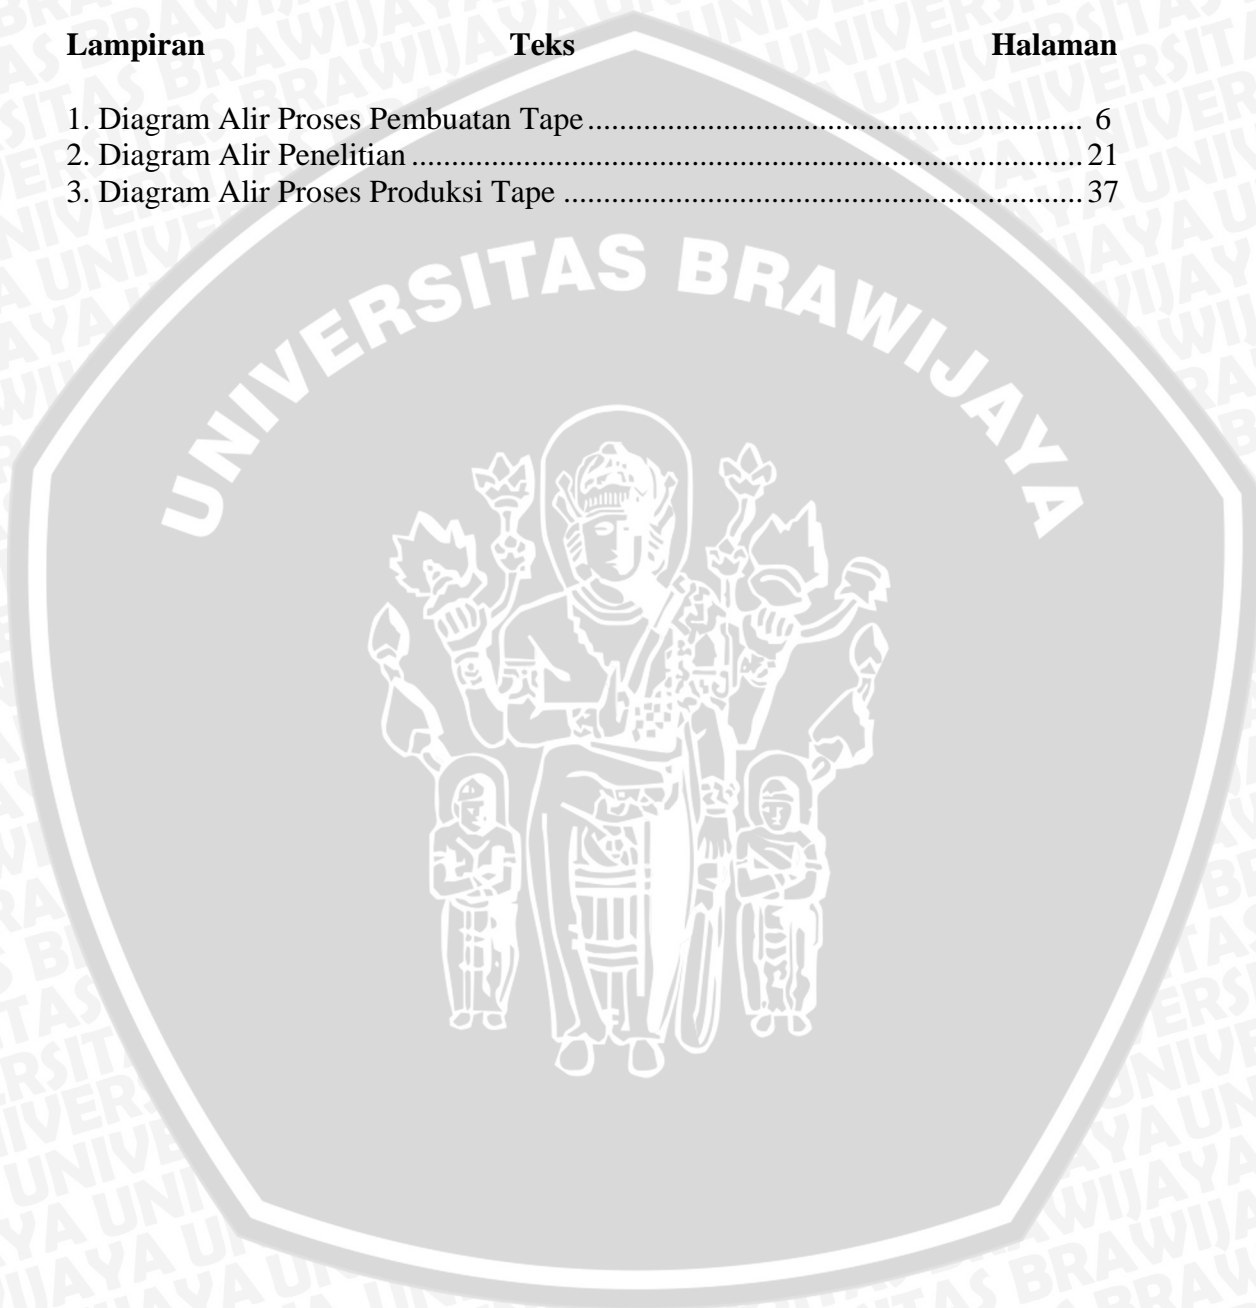 Lampiran Teks Halaman
1. Diagram Alir Proses Pembuatan Tape............................................................. 6
2. Diagram Alir Penelitian................................................................................... 21
3. Diagram Alir Proses Produksi Tape................................................................ 37
UNIVERSITAS BRAWIJAYA